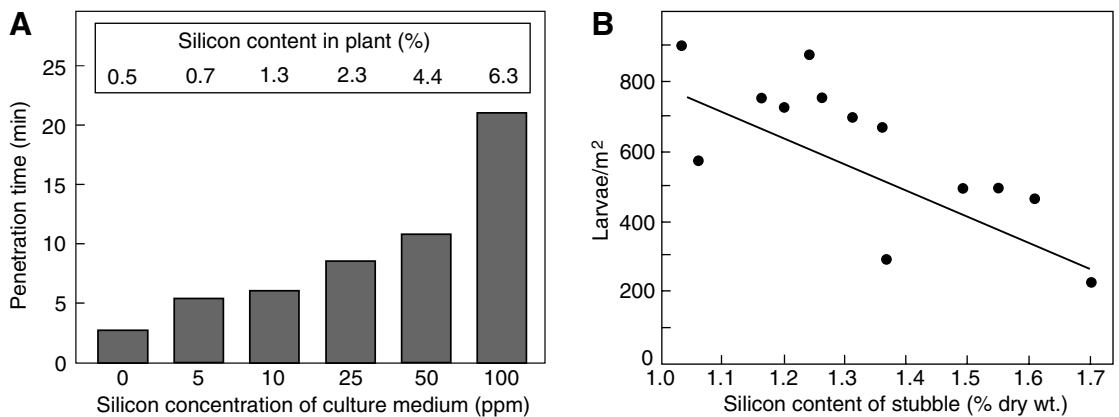 A
Silicon content in plant (%)
0.5 0.7 1.3 2.3 4.4 6.3
25
20
15
10
5
0
Penetration time (min)
0 5 10 25 50 100
Silicon concentration of culture medium (ppm)
B
800
600
400
200
0
Larvae/m²
1.0 1.1 1.2 1.3 1.4 1.5 1.6 1.7
Silicon content of stubble (% dry wt.)